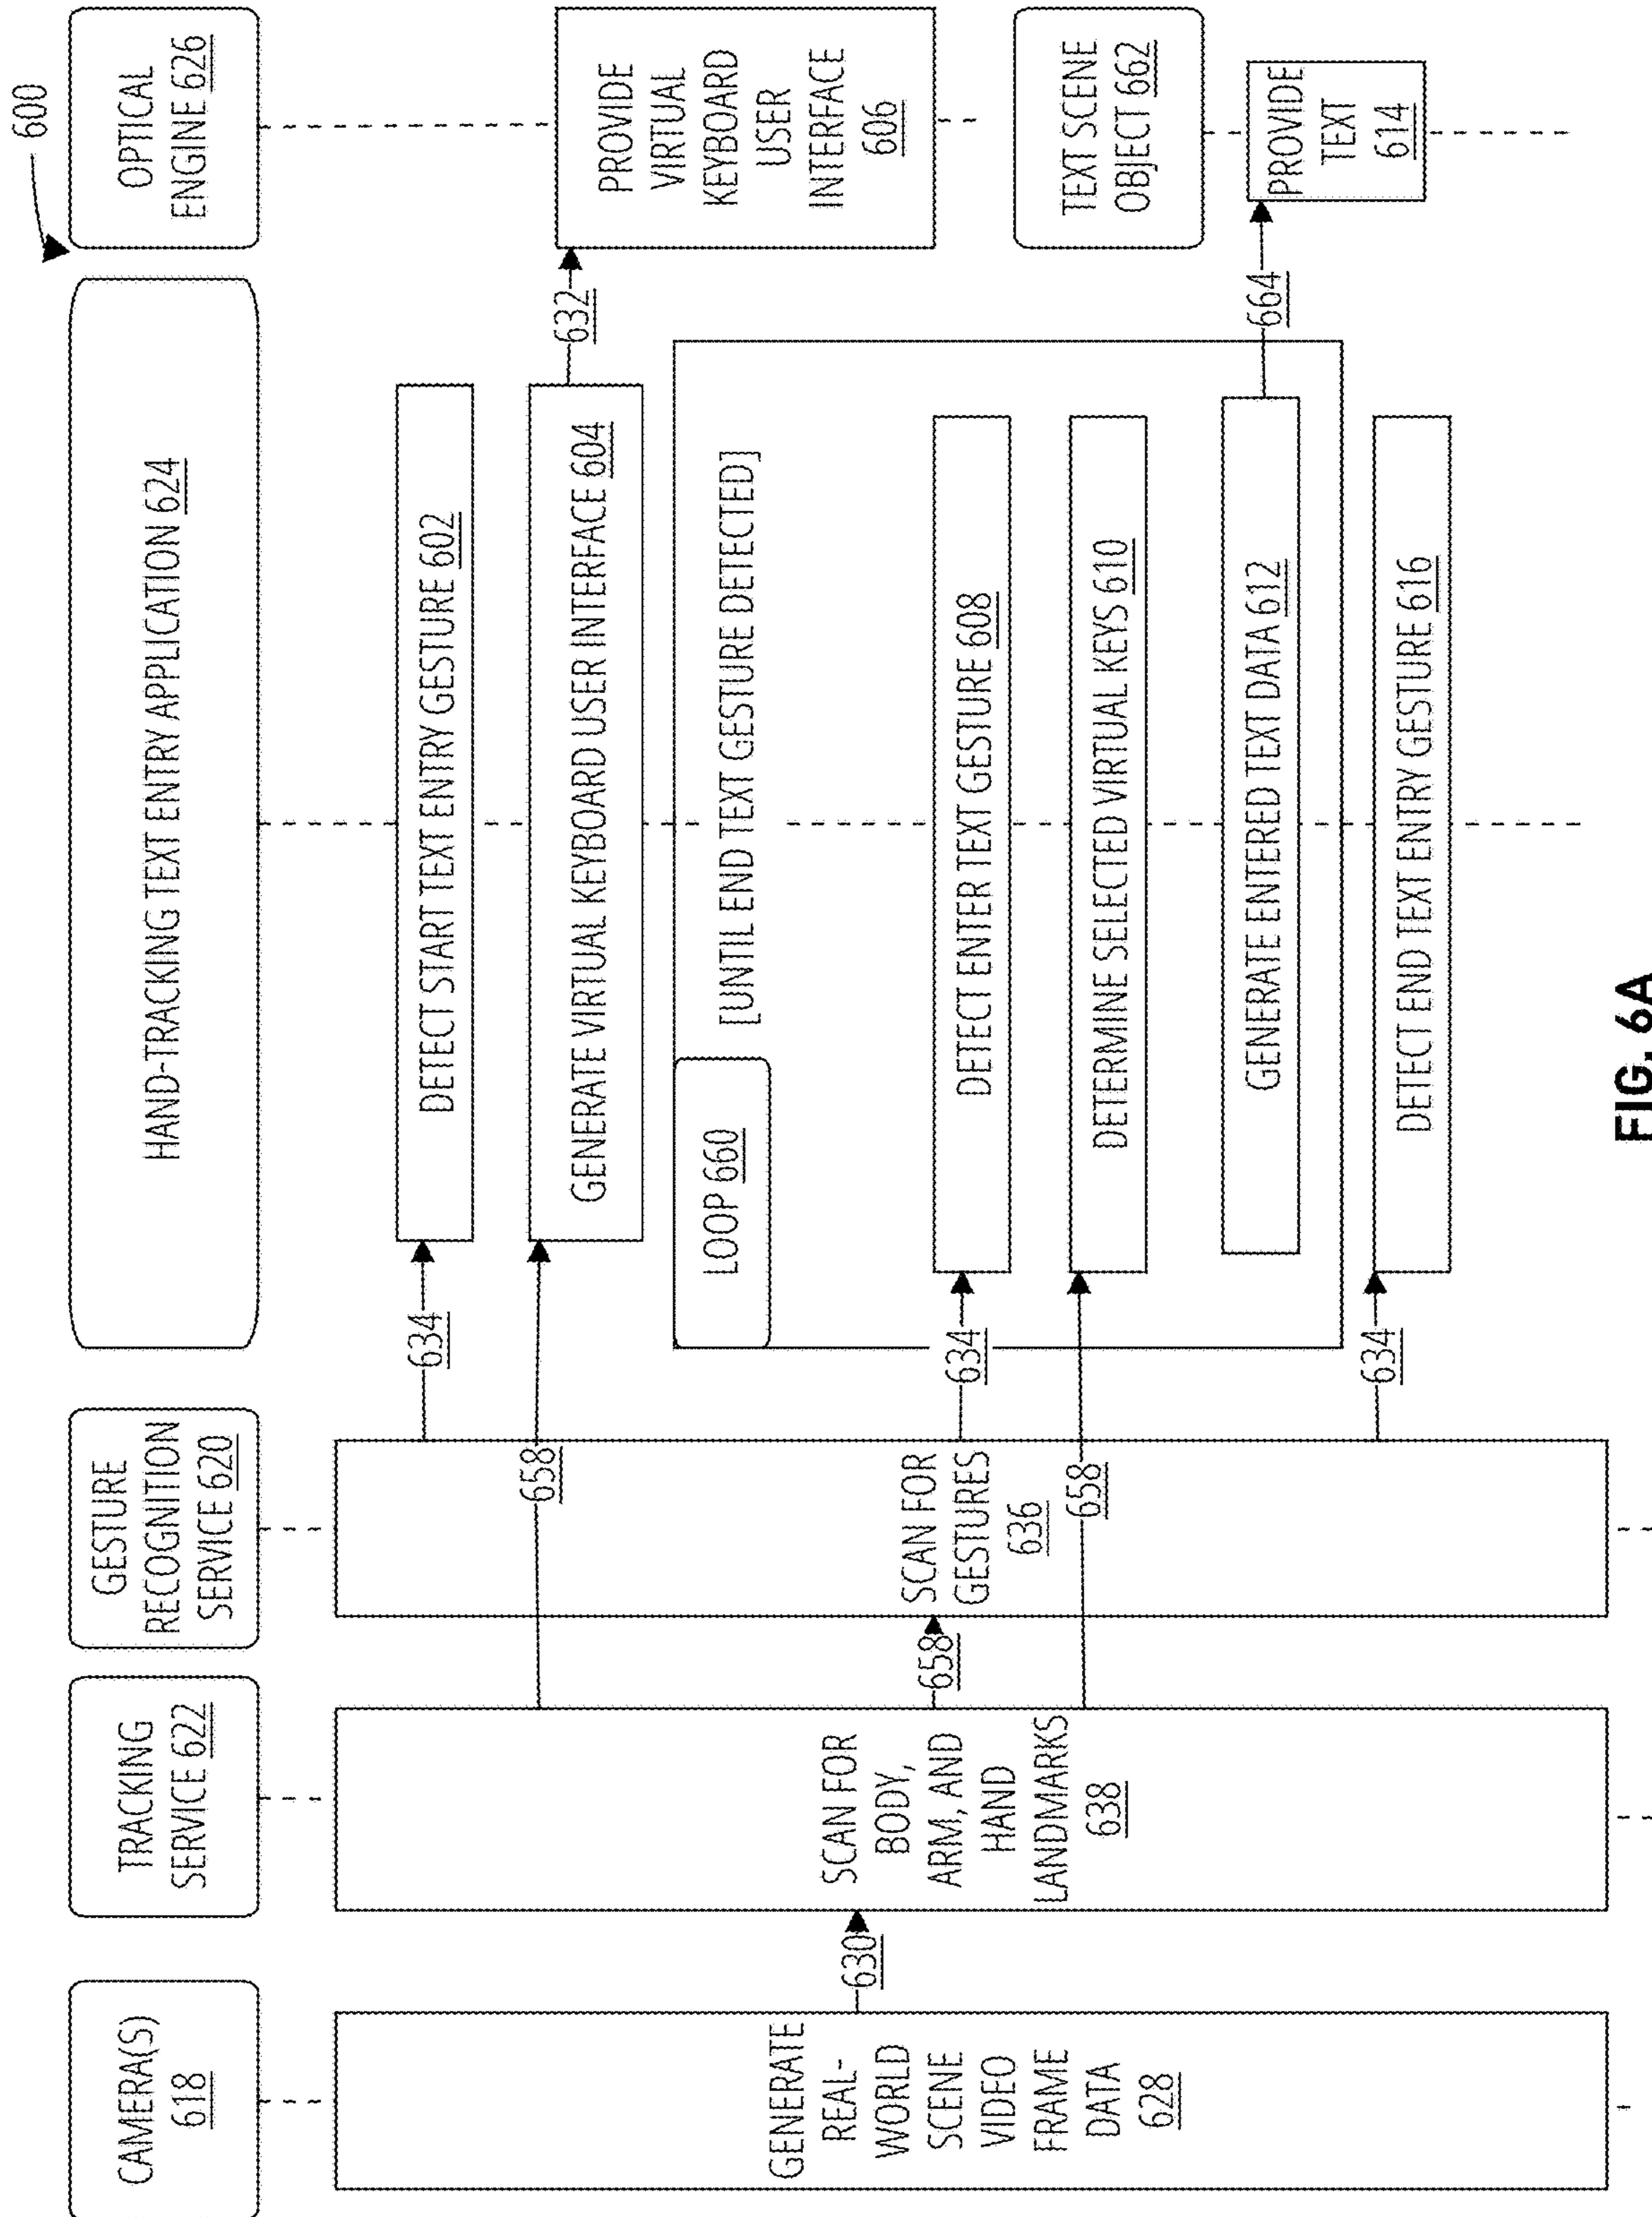 600
CAMERA(S)
618
TRACKING
SERVICE 622
GESTURE
RECOGNITION
SERVICE 620
HAND-TRACKING TEXT ENTRY APPLICATION 624
OPTICAL
ENGINE 626
634
DETECT START TEXT ENTRY GESTURE 602
658
GENERATE VIRTUAL KEYBOARD USER INTERFACE 604
632
PROVIDE
VIRTUAL
KEYBOARD
USER
INTERFACE
606
LOOP 660
[UNTIL END TEXT GESTURE DETECTED]
GENERATE
REAL-
WORLD
SCENE
VIDEO
FRAME
DATA
628
630
SCAN FOR
BODY,
ARM, AND
HAND
LANDMARKS
638
658
SCAN FOR
GESTURES
636
634
DETECT ENTER TEXT GESTURE 608
658
DETERMINE SELECTED VIRTUAL KEYS 610
TEXT SCENE
OBJECT 662
GENERATE ENTERED TEXT DATA 612
664
PROVIDE
TEXT
614
634
DETECT END TEXT ENTRY GESTURE 616
FIG. 6A